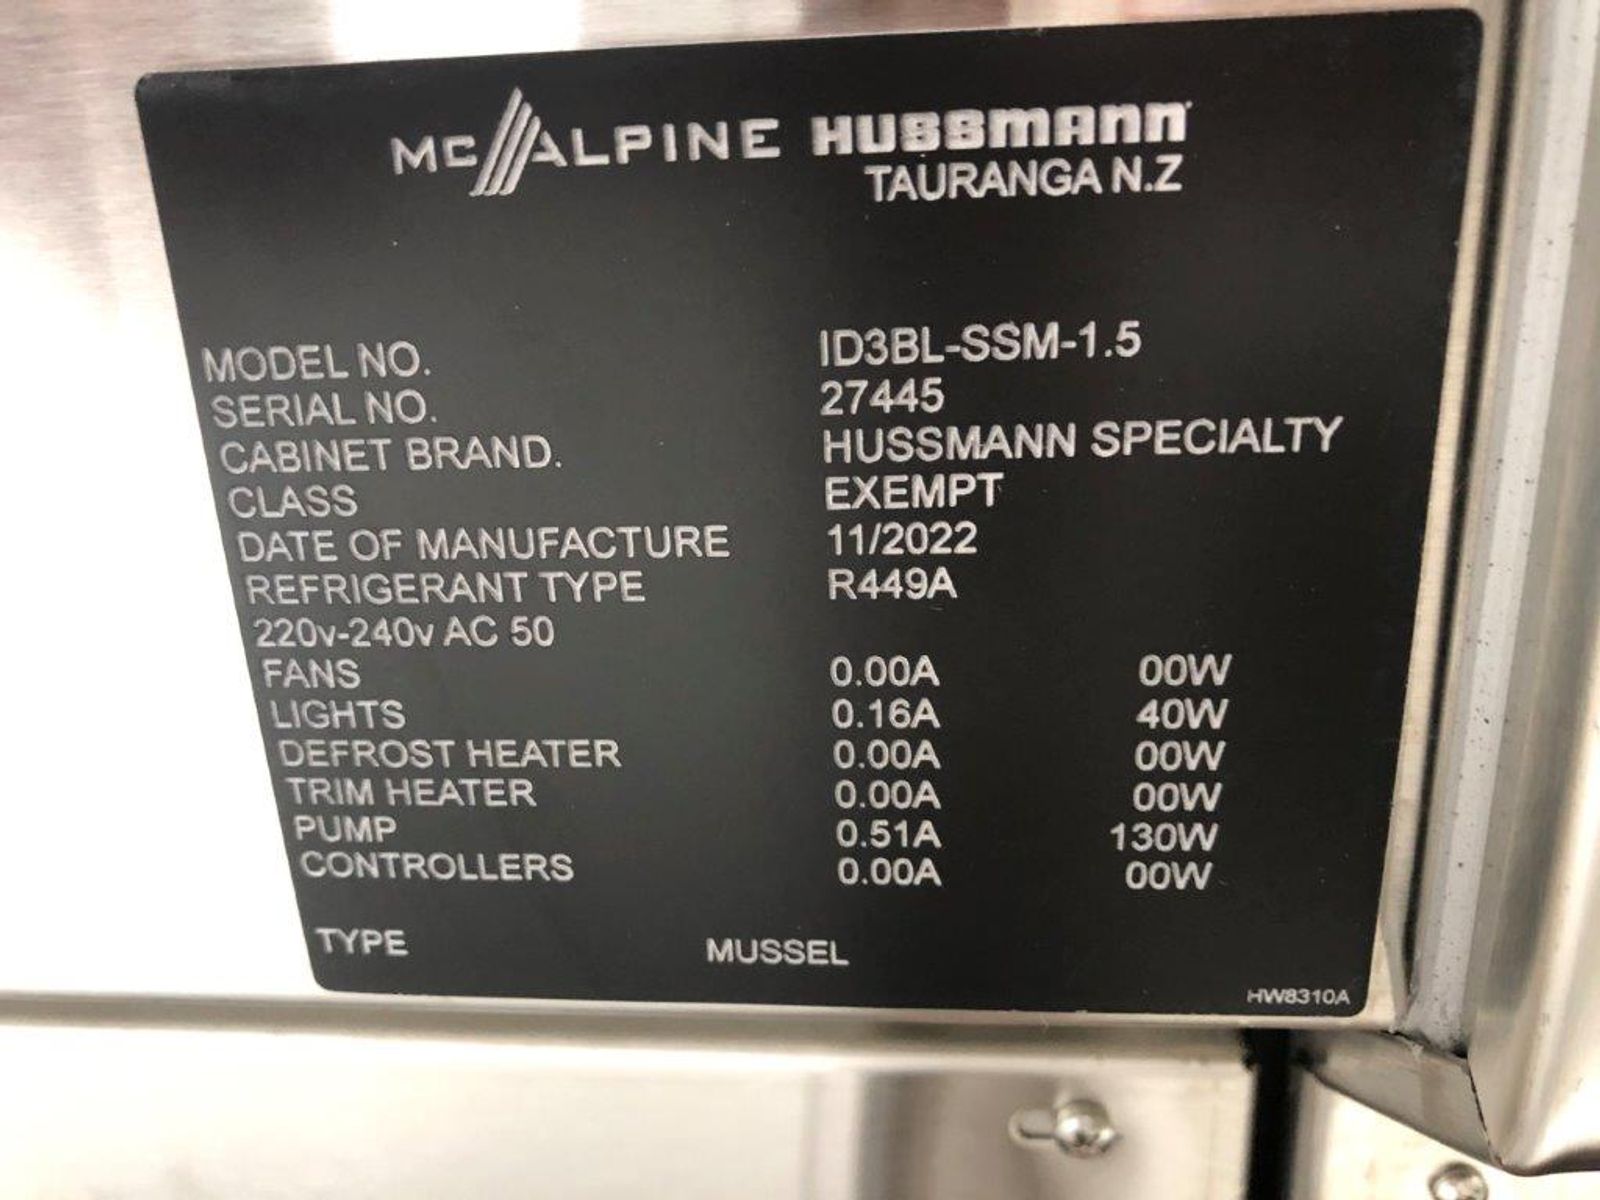 MCALPINE HUSSMANN
TAURANGA N.Z
MODEL NO. ID3BL-SSM-1.5
SERIAL NO. 27445
CABINET BRAND. HUSSMANN SPECIALTY
CLASS EXEMPT
DATE OF MANUFACTURE 11/2022
REFRIGERANT TYPE R449A
220v-240v AC 50
FANS 0.00A 00W
LIGHTS 0.16A 40W
DEFROST HEATER 0.00A 00W
TRIM HEATER 0.00A 00W
PUMP 0.51A 130W
CONTROLLERS 0.00A 00W
TYPE MUSSEL
HW8310A